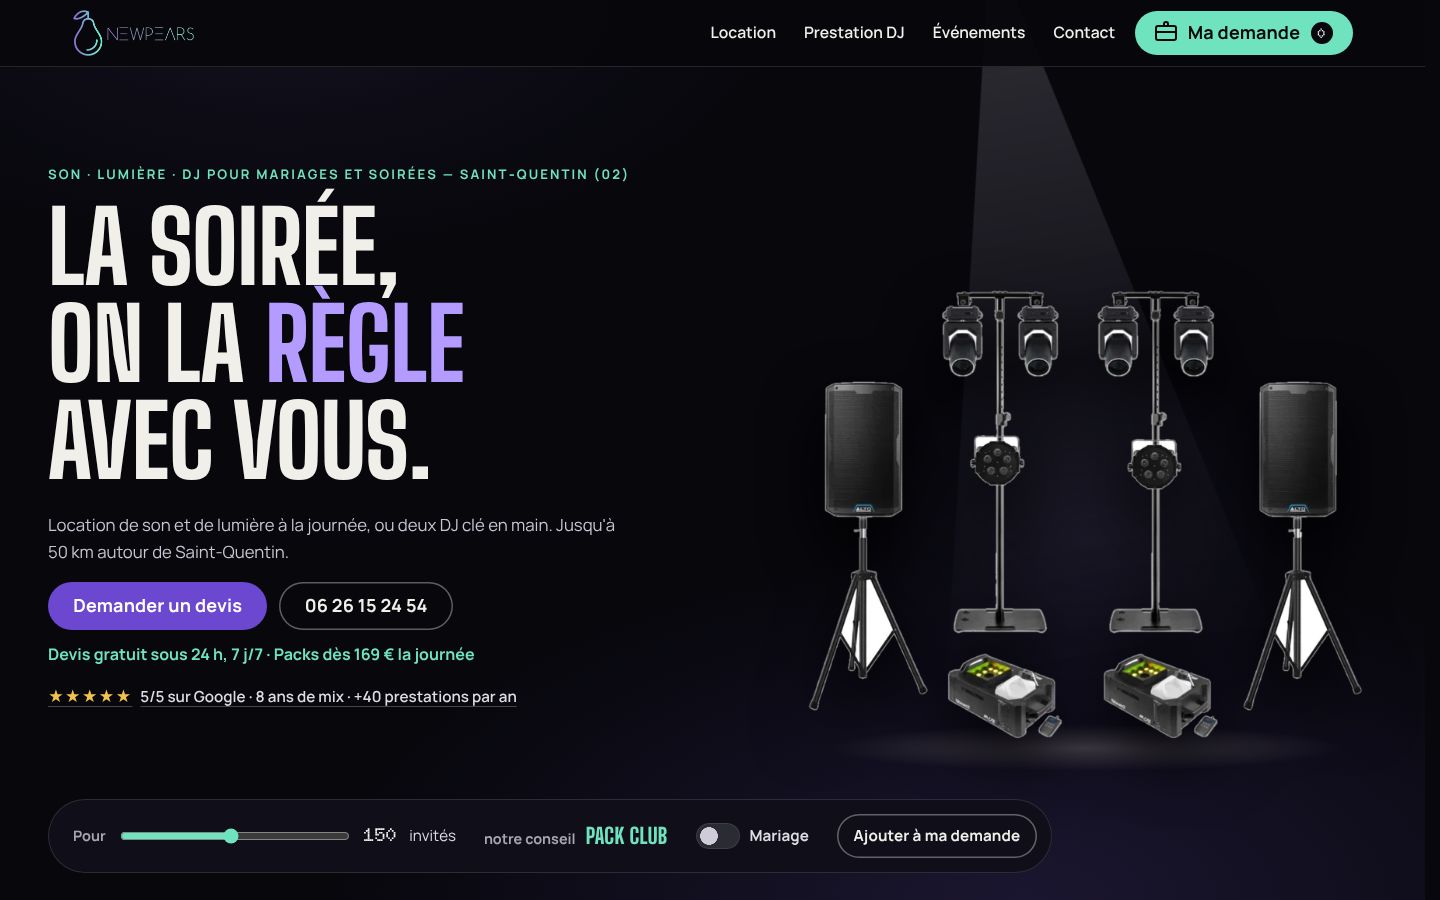 NEWPEARS
Location Prestation DJ Événements Contact Ma demande 0
SON · LUMIÈRE · DJ POUR MARIAGES ET SOIRÉES — SAINT-QUENTIN (02)
LA SOIRÉE,
ON LA RÈGLE
AVEC VOUS.
Location de son et de lumière à la journée, ou deux DJ clé en main. Jusqu'à
50 km autour de Saint-Quentin.
Demander un devis 06 26 15 24 54
Devis gratuit sous 24 h, 7 j/7 · Packs dès 169 € la journée
★★★★★ 5/5 sur Google · 8 ans de mix · +40 prestations par an
Pour 150 invités notre conseil PACK CLUB Mariage Ajouter à ma demande